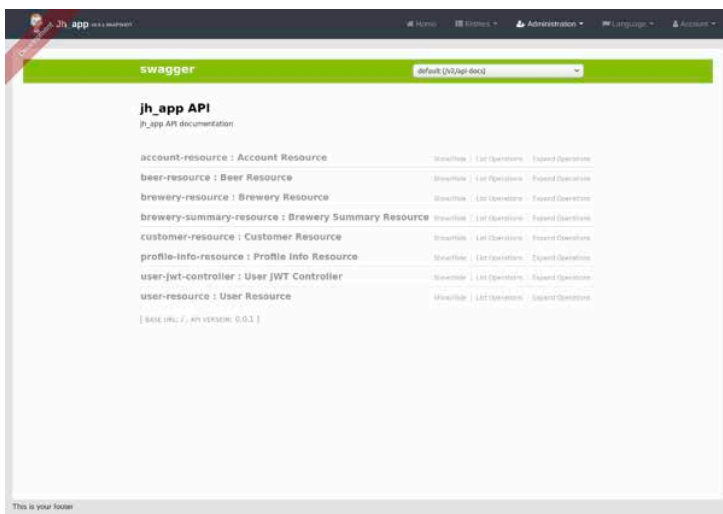 Development
Jh_app v0.0.1-SNAPSHOT Home Entities Administration Language Account
swagger default (/v2/api-docs)
jh_app API
jh_app API documentation
account-resource : Account Resource Show/Hide | List Operations | Expand Operations
beer-resource : Beer Resource Show/Hide | List Operations | Expand Operations
brewery-resource : Brewery Resource Show/Hide | List Operations | Expand Operations
brewery-summary-resource : Brewery Summary Resource Show/Hide | List Operations | Expand Operations
customer-resource : Customer Resource Show/Hide | List Operations | Expand Operations
profile-info-resource : Profile Info Resource Show/Hide | List Operations | Expand Operations
user-jwt-controller : User JWT Controller Show/Hide | List Operations | Expand Operations
user-resource : User Resource Show/Hide | List Operations | Expand Operations
[ BASE URL: / , API VERSION: 0.0.1 ]
This is your footer